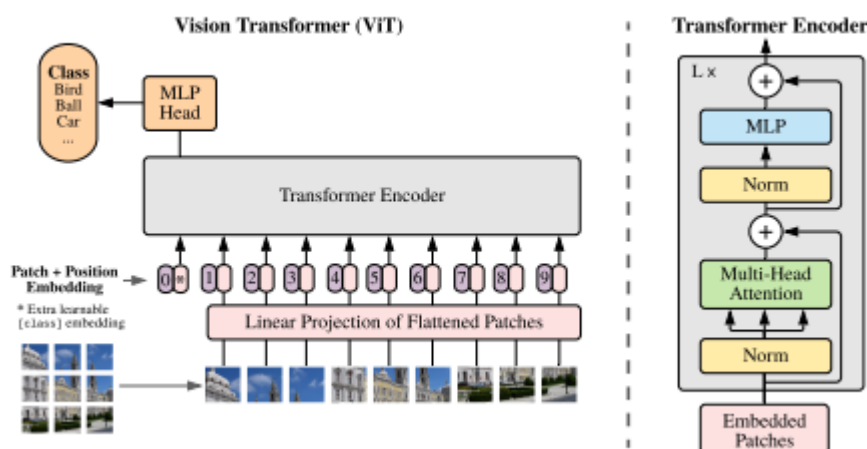 Vision Transformer (ViT)
Class
Bird
Ball
Car
...
MLP
Head
Transformer Encoder
Patch + Position
Embedding
0 * 1 2 3 4 5 6 7 8 9
* Extra learnable
[class] embedding
Linear Projection of Flattened Patches
Transformer Encoder
L ×
+
MLP
Norm
+
Multi-Head
Attention
Norm
Embedded
Patches